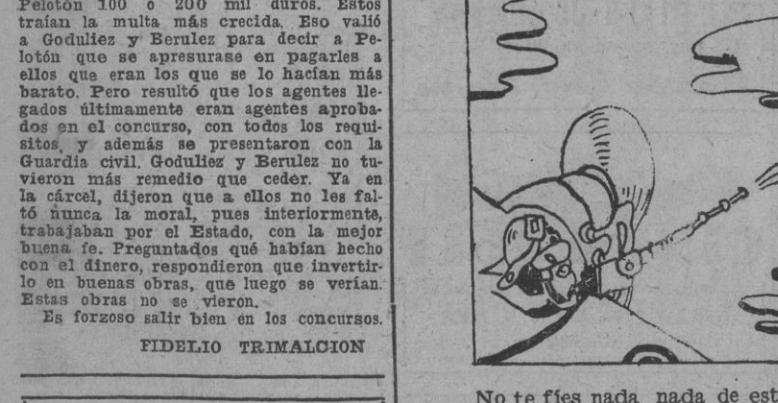 Pelotón 100 o 200 mil duros. Estos
traían la multa más crecida. Eso valió
a Goduliez y Berulez para decir a Pe-
lotón que se apresurase en pagarles a
ellos que eran los que se lo hacían más
barato. Pero resultó que los agentes lle-
gados últimamente eran agentes aproba-
dos en el concurso, con todos los requi-
sitos, y además se presentaron con la
Guardia civil. Goduliez y Berulez no tu-
vieron más remedio que ceder. Ya en
la cárcel, dijeron que a ellos no les fal-
tó nunca la moral, pues interiormente,
trabajaban por el Estado, con la mejor
buena fe. Preguntados qué habían hecho
con el dinero, respondieron que invertir-
lo en buenas obras, que luego se verían.
Estas obras no se vieron.
Es forzoso salir bien en los concursos.
FIDELIO TRIMALCION
No te fíes nada, nada de est